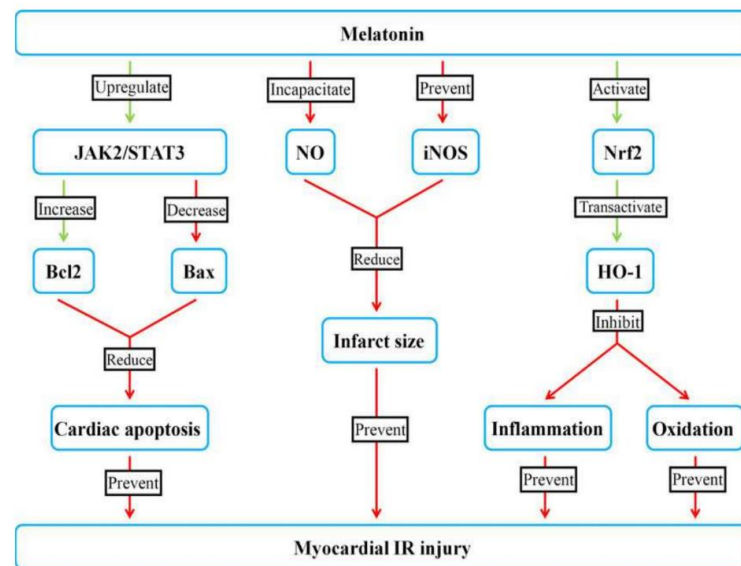 Melatonin
Upregulate
Incapacitate
Prevent
Activate
JAK2/STAT3
NO
iNOS
Nrf2
Increase
Decrease
Transactivate
Bcl2
Bax
Reduce
HO-1
Inhibit
Infarct size
Reduce
Cardiac apoptosis
Prevent
Inflammation
Oxidation
Prevent
Prevent
Prevent
Myocardial IR injury